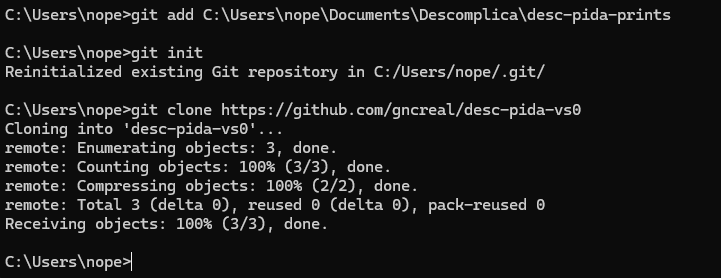 C:\Users\nope>git add C:\Users\nope\Documents\Descomplica\desc-pida-prints
C:\Users\nope>git init
Reinitialized existing Git repository in C:/Users/nope/.git/
C:\Users\nope>git clone https://github.com/gncreal/desc-pida-vs0
Cloning into 'desc-pida-vs0'...
remote: Enumerating objects: 3, done.
remote: Counting objects: 100% (3/3), done.
remote: Compressing objects: 100% (2/2), done.
remote: Total 3 (delta 0), reused 0 (delta 0), pack-reused 0
Receiving objects: 100% (3/3), done.
C:\Users\nope>